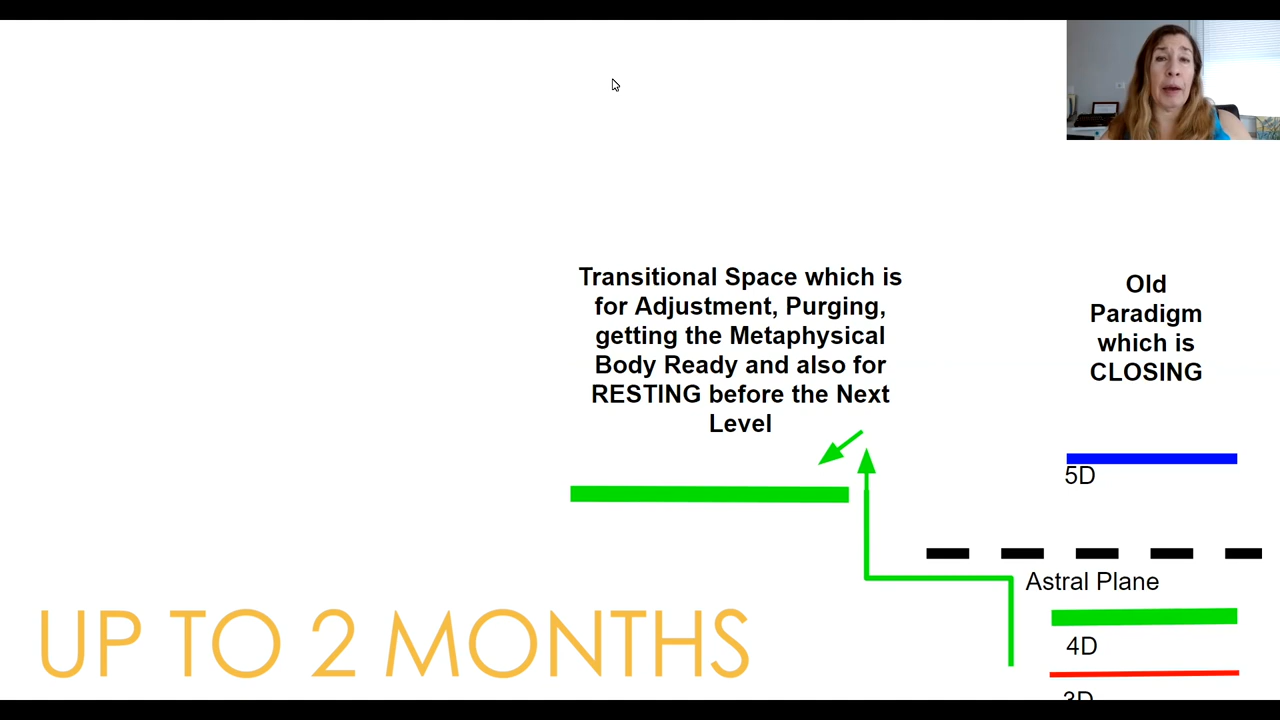 Transitional Space which is
for Adjustment, Purging,
getting the Metaphysical
Body Ready and also for
RESTING before the Next
Level
Old
Paradigm
which is
CLOSING
5D
Astral Plane
4D
3D
UP TO 2 MONTHS